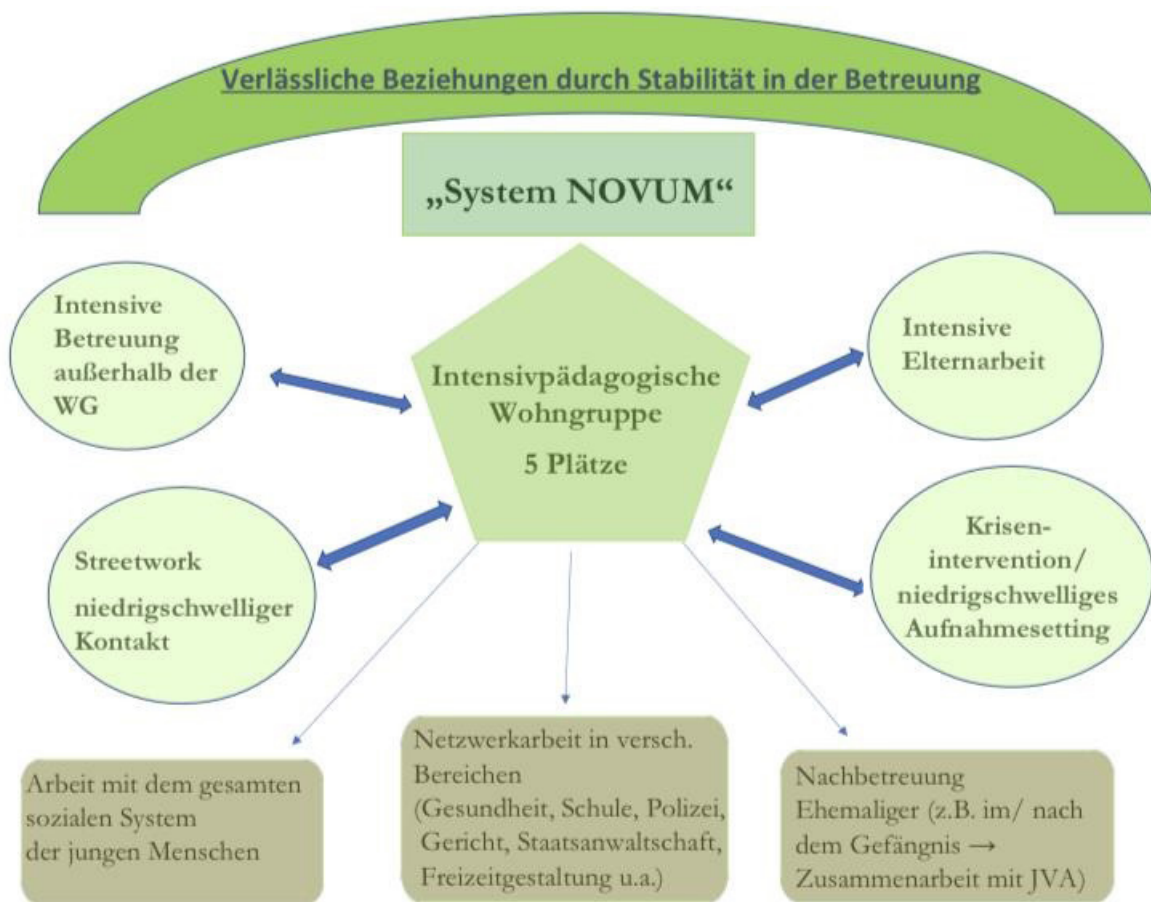 Verlässliche Beziehungen durch Stabilität in der Betreuung
„System NOVUM“
Intensive
Betreuung
außerhalb der
WG
Intensivpädagogische
Wohngruppe
5 Plätze
Intensive
Elternarbeit
Streetwork
niedrigschwelliger
Kontakt
Krisen-
intervention/
niedrigschwelliges
Aufnahmesetting
Arbeit mit dem gesamten
sozialen System
der jungen Menschen
Netzwerkarbeit in versch.
Bereichen
(Gesundheit, Schule, Polizei,
Gericht, Staatsanwaltschaft,
Freizeitgestaltung u.a.)
Nachbetreuung
Ehemaliger (z.B. im/ nach
dem Gefängnis →
Zusammenarbeit mit JVA)